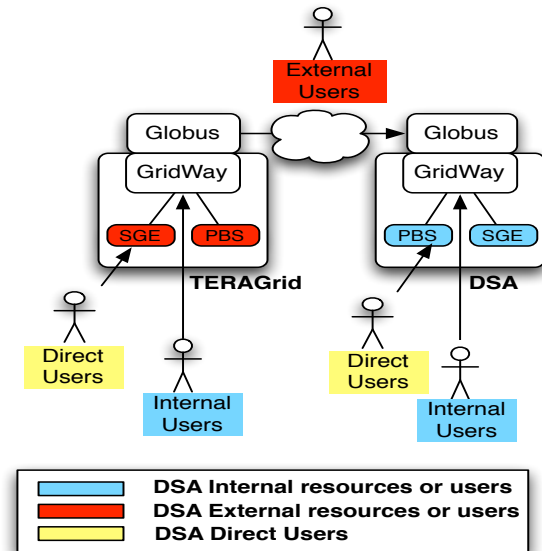 External
Users
Globus
Globus
GridWay
GridWay
SGE
PBS
PBS
SGE
TERAGrid
DSA
Direct
Users
Internal
Users
Direct
Users
Internal
Users
DSA Internal resources or users
DSA External resources or users
DSA Direct Users